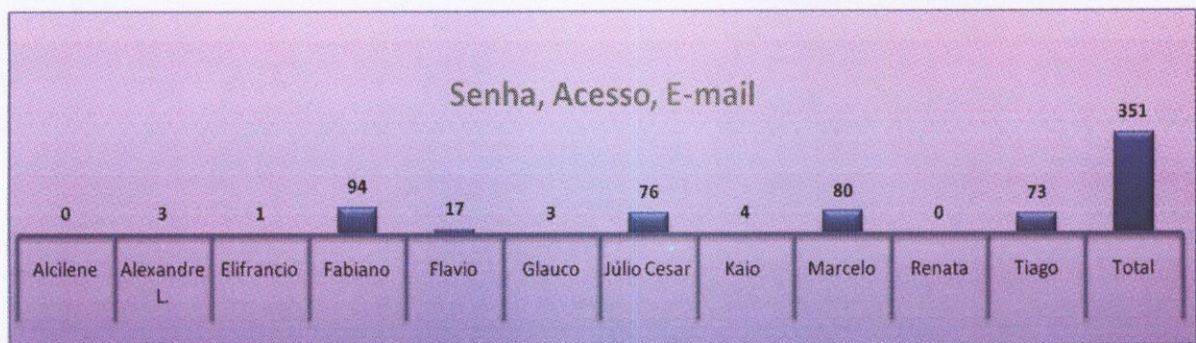 Senha, Acesso, E-mail
351
94
76
80
73
17
0
3
1
3
4
0
Alcilene
Alexandre L.
Elifrancio
Fabiano
Flavio
Glauco
Júlio Cesar
Kaio
Marcelo
Renata
Tiago
Total